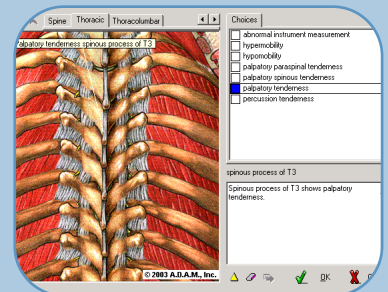 Spine Thoracic Thoracolumbar
palpatory tenderness spinous process of T3
© 2003 A.D.A.M., Inc.
Choices
abnormal instrument measurement
hypermobility
hypomobility
palpatory paraspinal tenderness
palpatory spinous tenderness
palpatory tenderness
percussion tenderness
spinous process of T3
Spinous process of T3 shows palpatory
tenderness.
OK